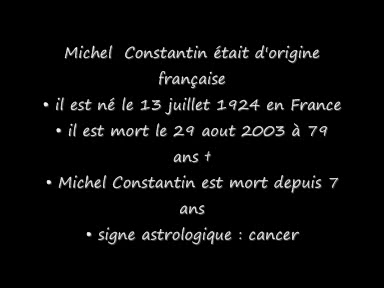 Michel Constantin était d'origine
française
• il est né le 13 juillet 1924 en France
• il est mort le 29 aout 2003 à 79
ans †
• Michel Constantin est mort depuis 7
ans
• signe astrologique : cancer